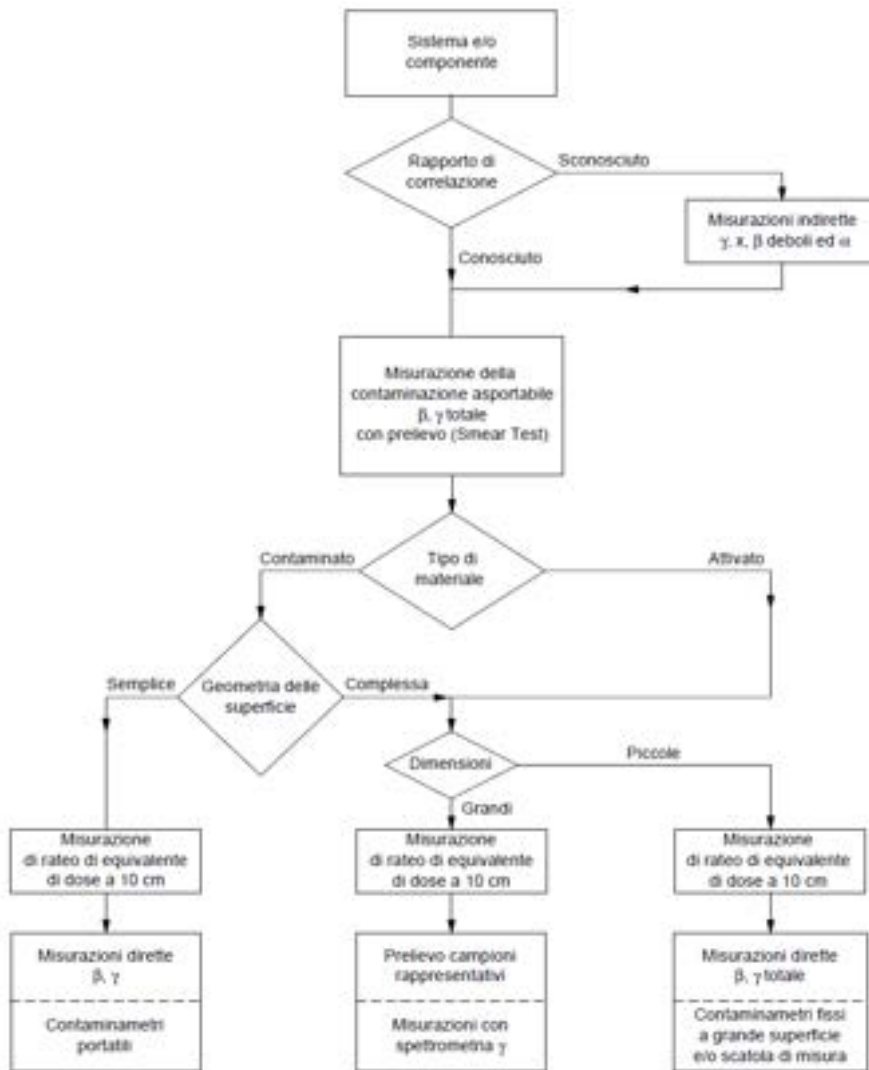 Sistema e/o
componente
Rapporto di
correlazione
Sconosciuto
Misurazioni indirette
γ, x, β deboli ed α
Conosciuto
Misurazione della
contaminazione asportabile
β, γ totale
con prelievo (Smear Test)
Contaminato
Tipo di
materiale
Attivato
Semplice
Geometria delle
superficie
Complessa
Dimensioni
Piccole
Grandi
Misurazione
di rateo di equivalente
di dose a 10 cm
Misurazione
di rateo di equivalente
di dose a 10 cm
Misurazione
di rateo di equivalente
di dose a 10 cm
Misurazioni dirette
β, γ
Contaminametri
portatili
Prelievo campioni
rappresentativi
Misurazioni con
spettrometria γ
Misurazioni dirette
β, γ totale
Contaminametri fissi
a grande superficie
e/o scatola di misura